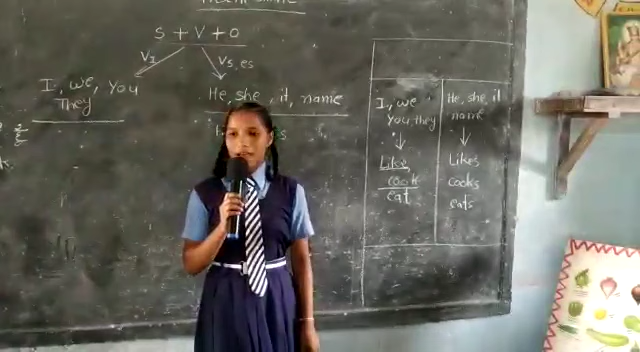 S + V + O
V1
Vs, es
I, we, you
They
He, she, it, name
I, we
You they
Like
cook
eat
He, she, it
name
Likes
cooks
eats